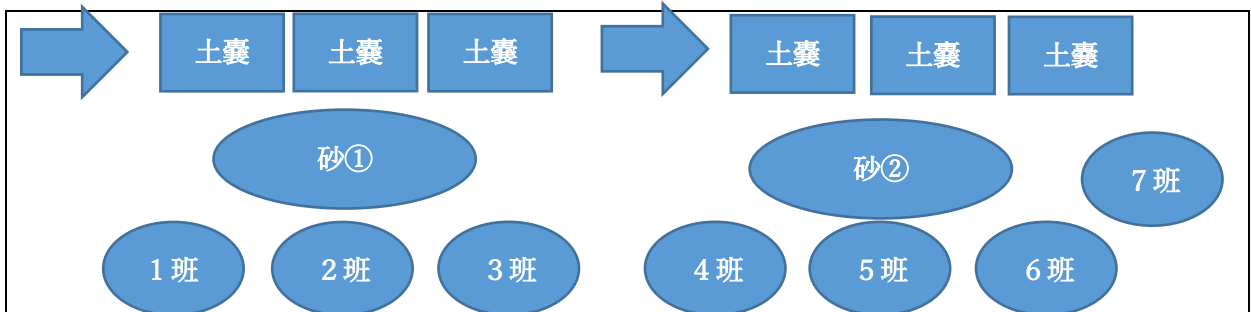 土嚢 土嚢 土嚢 土嚢 土嚢 土嚢
砂① 砂②
７班
１班 ２班 ３班 ４班 ５班 ６班